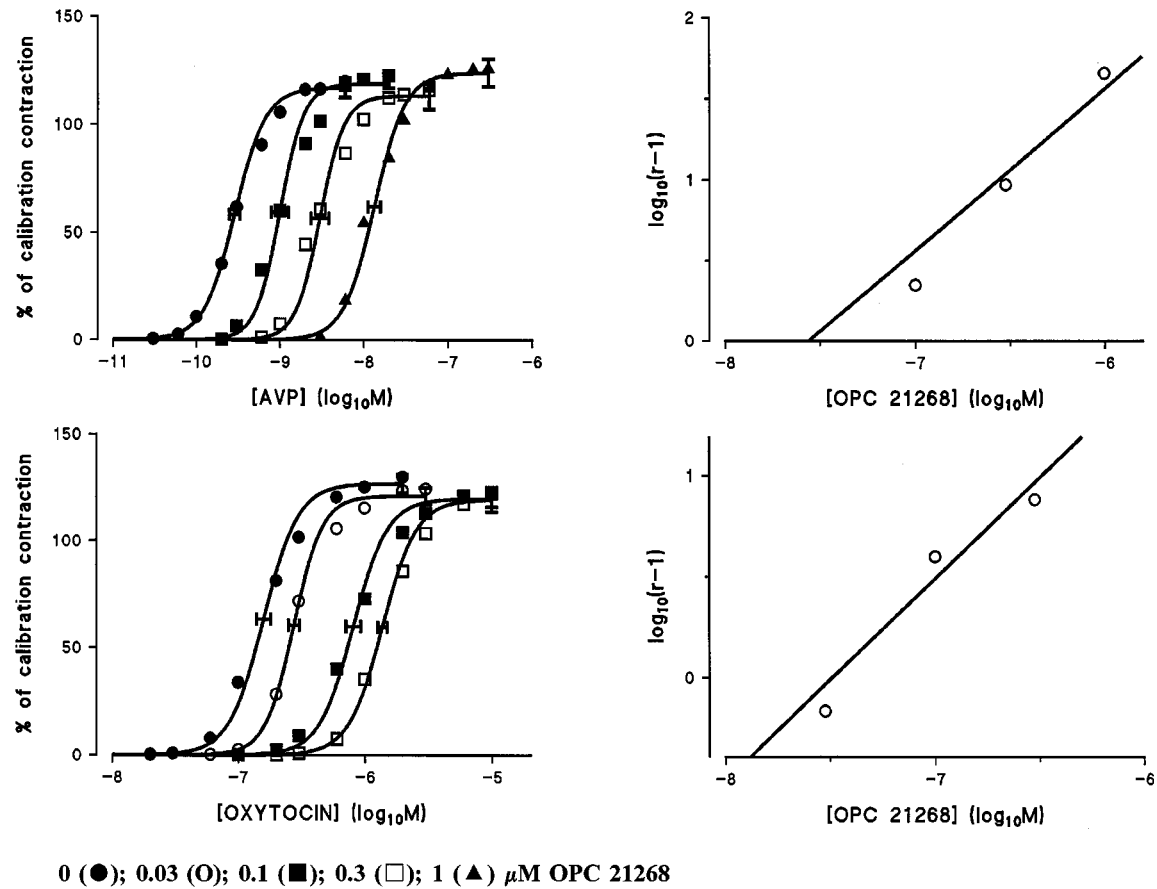 % of calibration contraction
150
100
50
0
−11 −10 −9 −8 −7 −6
[AVP] (log10M)
log10(r−1)
2
1
0
−8 −7 −6
[OPC 21268] (log10M)
% of calibration contraction
150
100
50
0
−8 −7 −6 −5
[OXYTOCIN] (log10M)
log10(r−1)
1
0
−8 −7 −6
[OPC 21268] (log10M)
0 (●); 0.03 (O); 0.1 (■); 0.3 (□); 1 (▲) μM OPC 21268